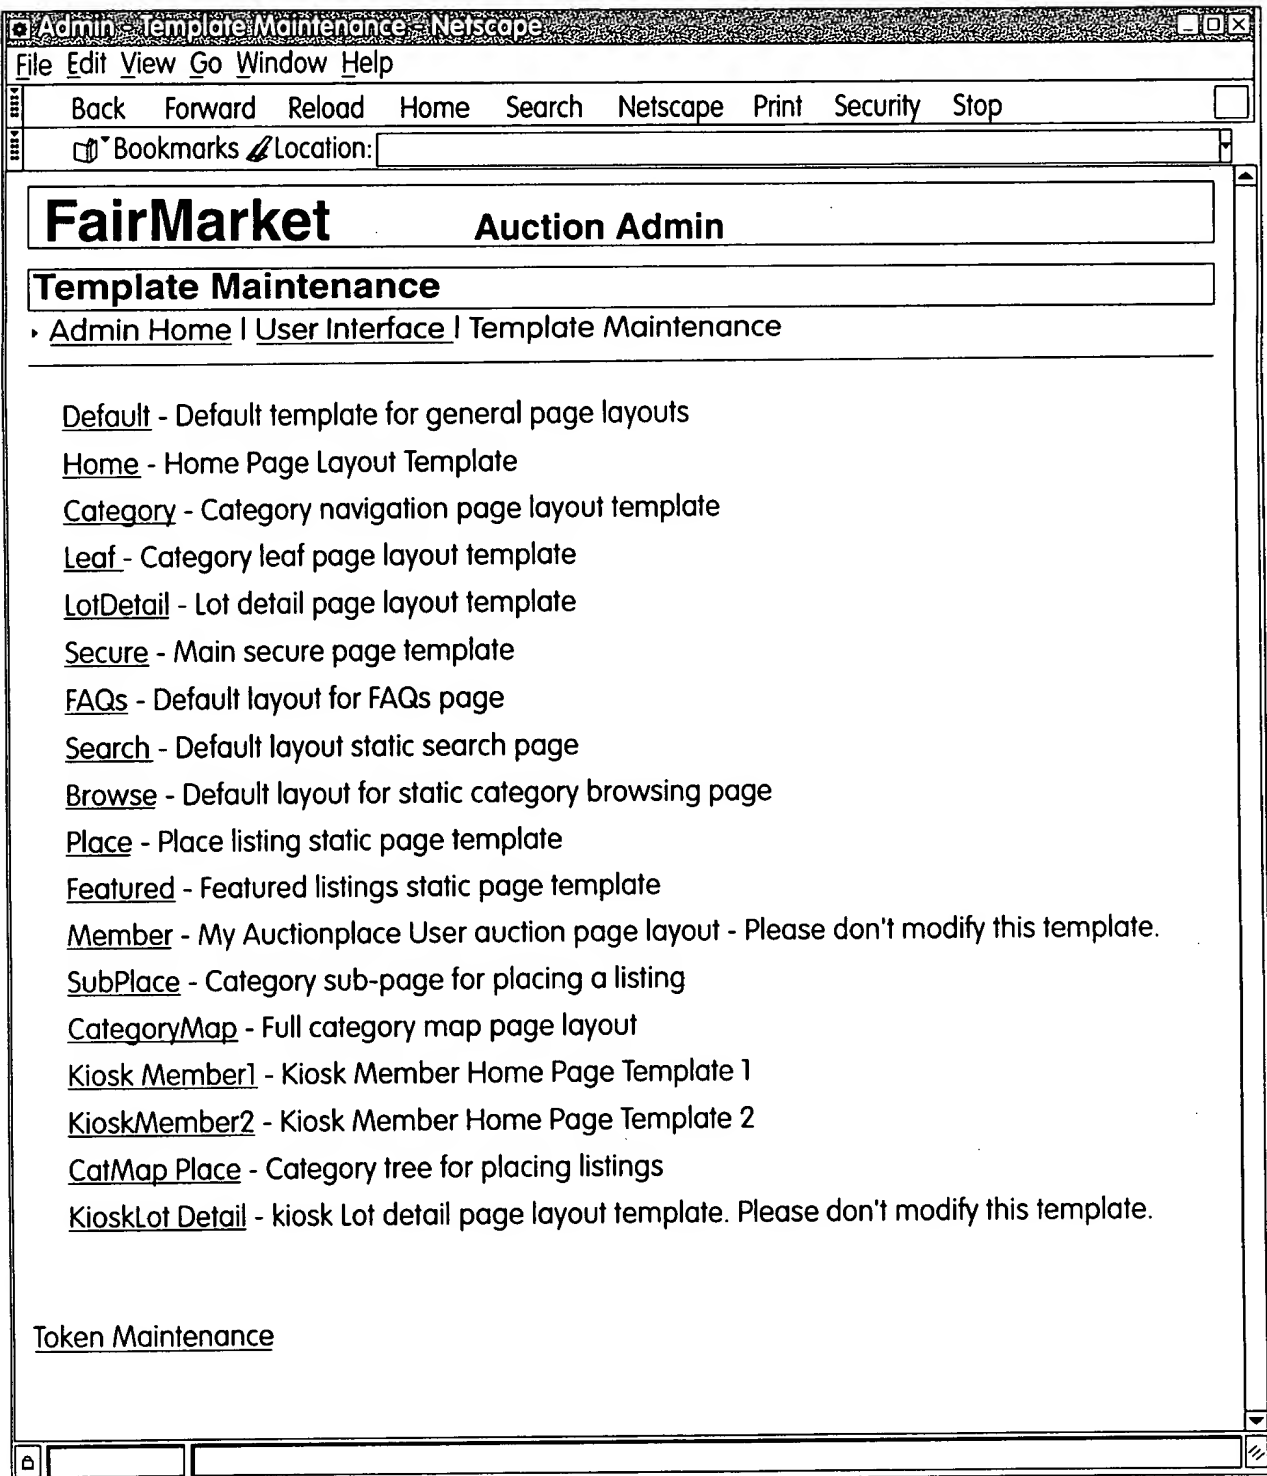 Admin - Template Maintenance - Netscape
File Edit View Go Window Help
Back Forward Reload Home Search Netscape Print Security Stop
Bookmarks Location:
FairMarket Auction Admin
Template Maintenance
Admin Home | User Interface | Template Maintenance
Default - Default template for general page layouts
Home - Home Page Layout Template
Category - Category navigation page layout template
Leaf - Category leaf page layout template
LotDetail - Lot detail page layout template
Secure - Main secure page template
FAQs - Default layout for FAQs page
Search - Default layout static search page
Browse - Default layout for static category browsing page
Place - Place listing static page template
Featured - Featured listings static page template
Member - My Auctionplace User auction page layout - Please don't modify this template.
SubPlace - Category sub-page for placing a listing
CategoryMap - Full category map page layout
Kiosk Member1 - Kiosk Member Home Page Template 1
KioskMember2 - Kiosk Member Home Page Template 2
CatMap Place - Category tree for placing listings
KioskLot Detail - kiosk Lot detail page layout template. Please don't modify this template.
Token Maintenance